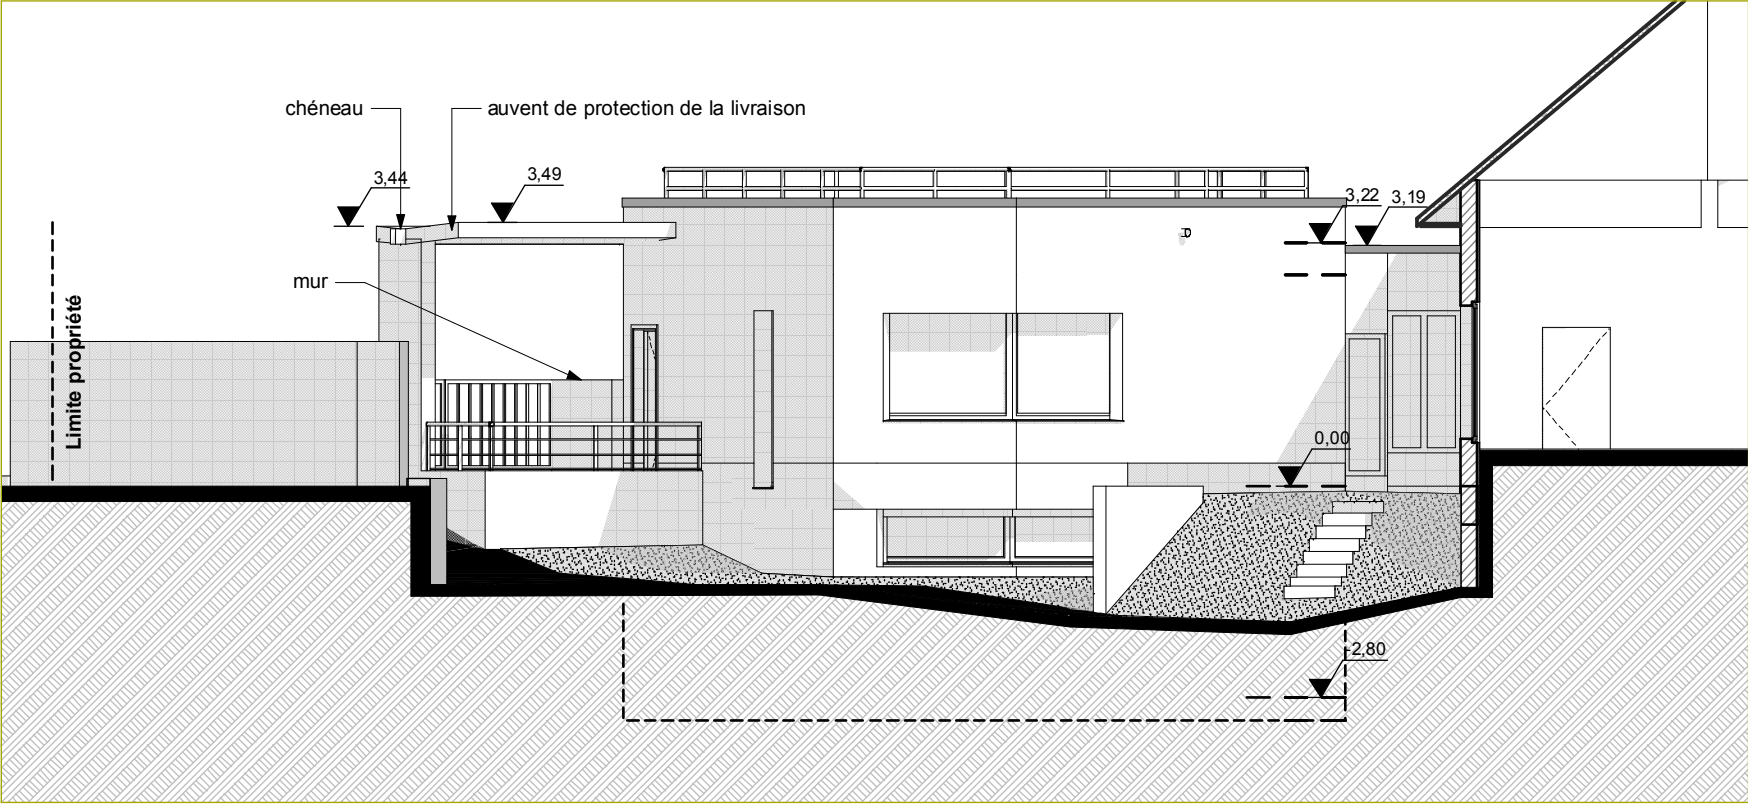 chéneau
auvent de protection de la livraison
3,44
3,49
3,22
3,19
mur
Limite propriété
0,00
-2,80